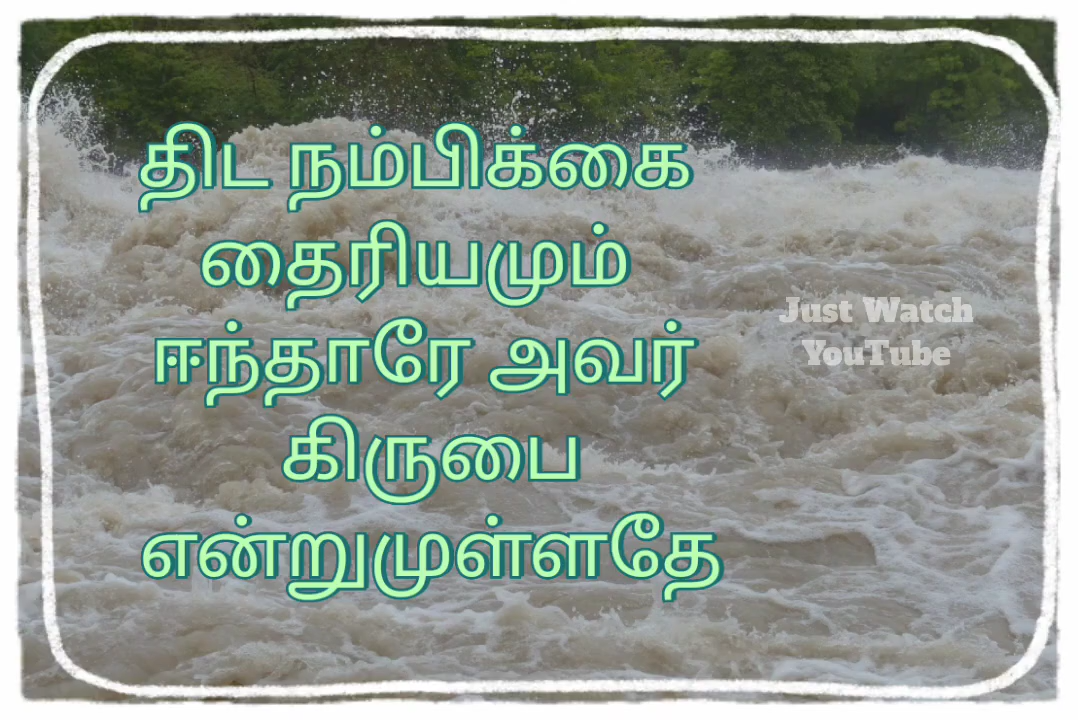 திட நம்பிக்கை
தைரியமும்
ஈந்தாரே அவர்
கிருபை
என்றுமுள்ளதே
Just Watch
YouTube